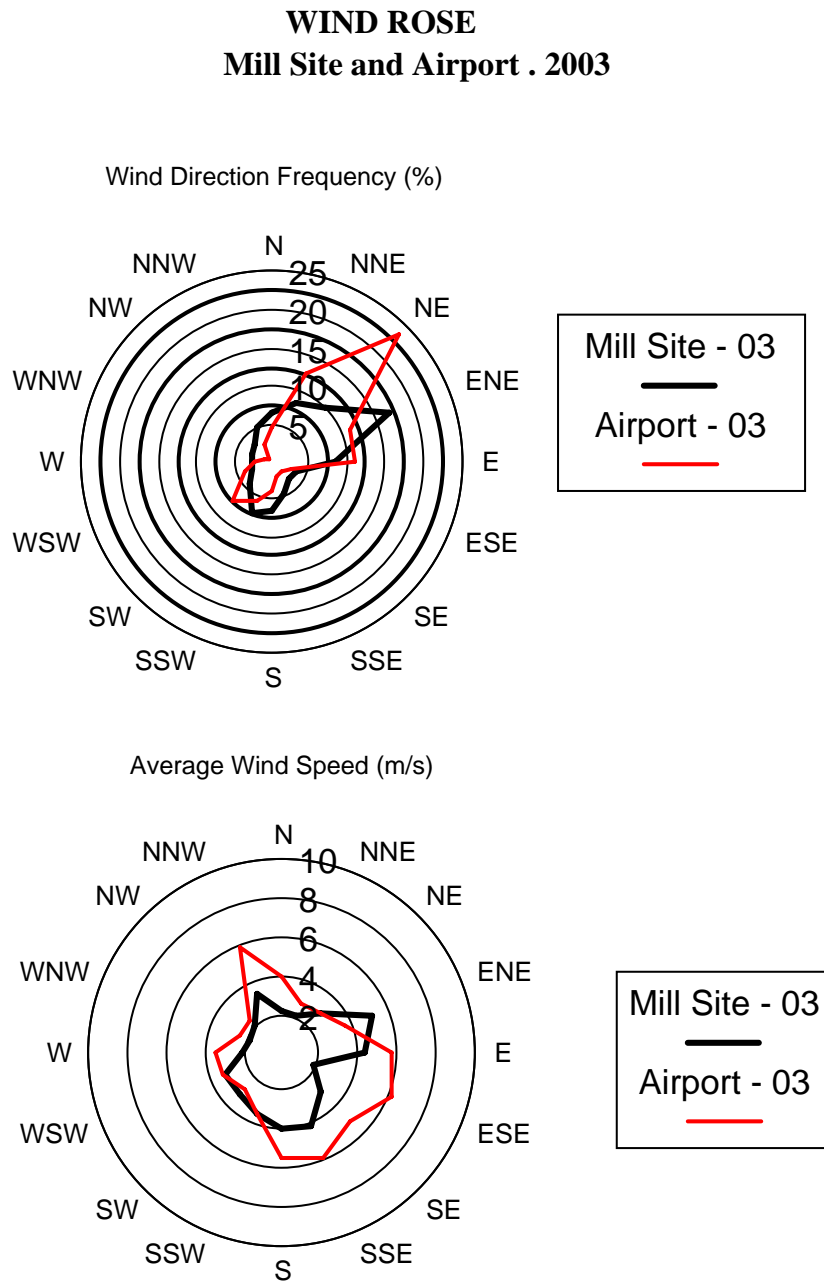 WIND ROSE
Mill Site and Airport . 2003
Wind Direction Frequency (%)
N
NNE
NE
ENE
E
ESE
SE
SSE
S
SSW
SW
WSW
W
WNW
NW
NNW
25
20
15
10
5
Mill Site - 03
Airport - 03
Average Wind Speed (m/s)
N
NNE
NE
ENE
E
ESE
SE
SSE
S
SSW
SW
WSW
W
WNW
NW
NNW
10
8
6
4
2
Mill Site - 03
Airport - 03